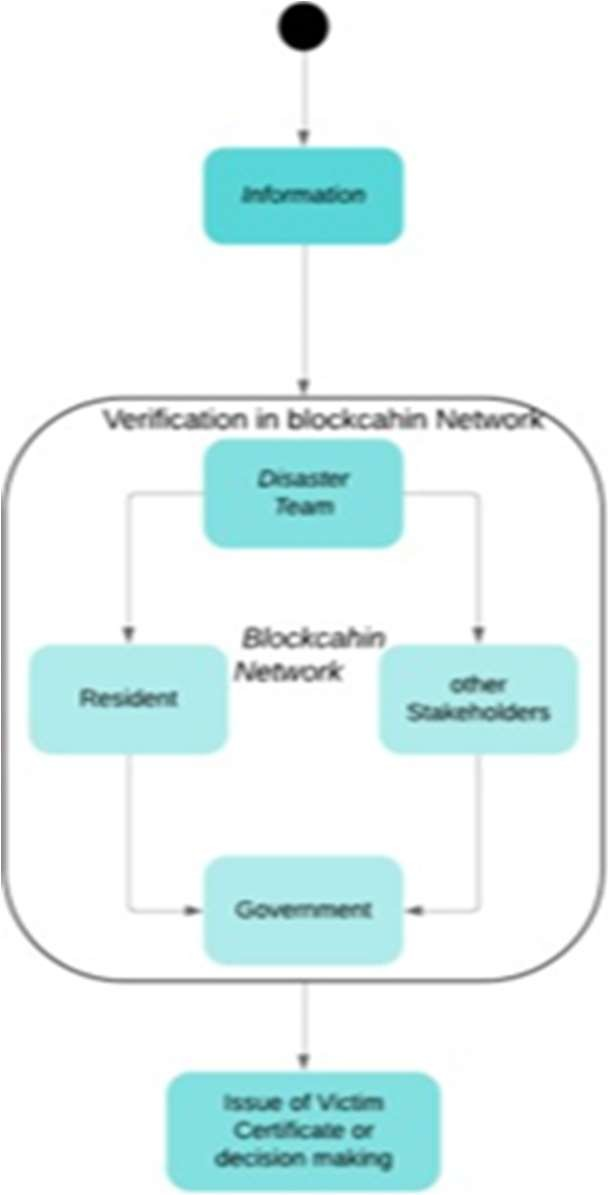 Information
Verification in blockcahin Network
Disaster
Team
Blockcahin
Network
Resident
other
Stakeholders
Government
Issue of Victim
Certificate or
decision making